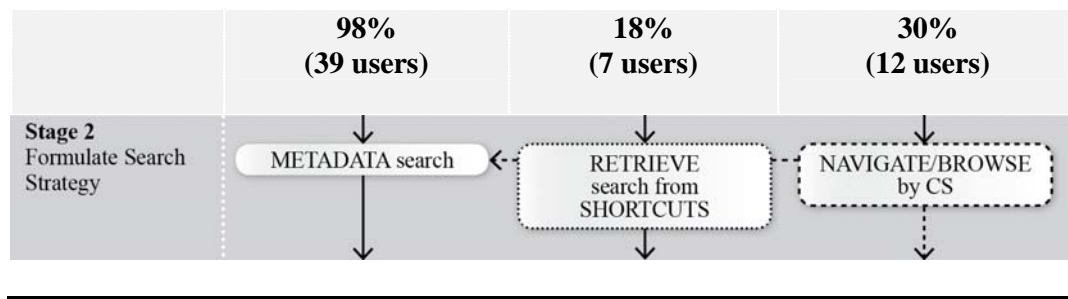 98%
(39 users)
18%
(7 users)
30%
(12 users)
Stage 2
Formulate Search
Strategy
METADATA search
RETRIEVE
search from
SHORTCUTS
NAVIGATE/BROWSE
by CS